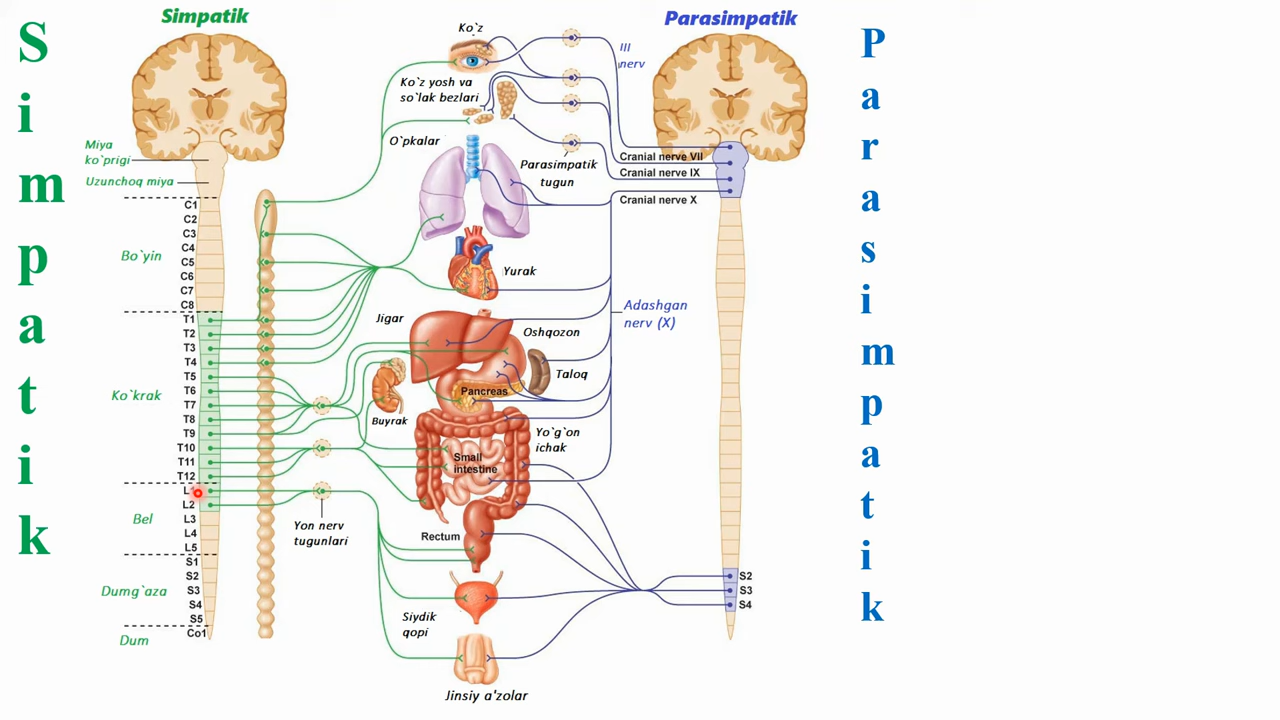 Simpatik
Parasimpatik
S
i
m
p
a
t
i
k
Miya
ko`prigi
Uzunchoq miya
C1
C2
C3
C4
C5
C6
C7
C8
Bo`yin
T1
T2
T3
T4
T5
T6
T7
T8
T9
T10
T11
T12
Ko`krak
L2
L3
L4
L5
Bel
S1
S2
S3
S4
S5
Dumg`aza
Co1
Dum
Yon nerv
tugunlari
Ko`z
Ko`z yosh va
so`lak bezlari
O`pkalar
Yurak
Jigar
Oshqozon
Taloq
Pancreas
Buyrak
Yo`g`on
ichak
Small
intestine
Rectum
Siydik
qopi
Jinsiy a'zolar
Parasimpatik
tugun
III
nerv
Cranial nerve VII
Cranial nerve IX
Cranial nerve X
Adashgan
nerv (X)
S2
S3
S4
P
a
r
a
s
i
m
p
a
t
i
k